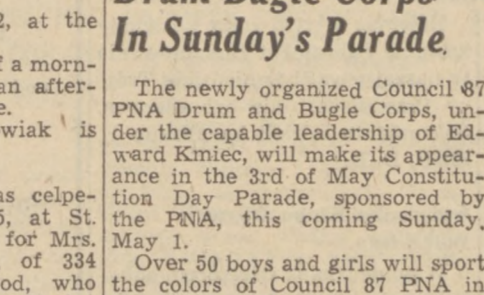 2, at the
f a morn-
an after-
e.
wiak is
as celpe-
5, at St.
for Mrs.
of 334
od, who
Drum Bugle Corps
In Sunday's Parade
The newly organized Council 87
PNA Drum and Bugle Corps, un-
der the capable leadership of Ed-
ward Kmiec, will make its appear-
ance in the 3rd of May Constitu-
tion Day Parade, sponsored by
the PNA, this coming Sunday,
May 1.
Over 50 boys and girls will sport
the colors of Council 87 PNA in